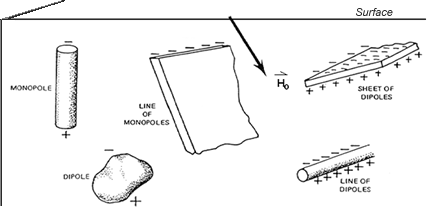 Surface
MONOPOLE
LINE
OF
MONOPOLES
H₀
SHEET OF
DIPOLES
DIPOLE
LINE OF
DIPOLES